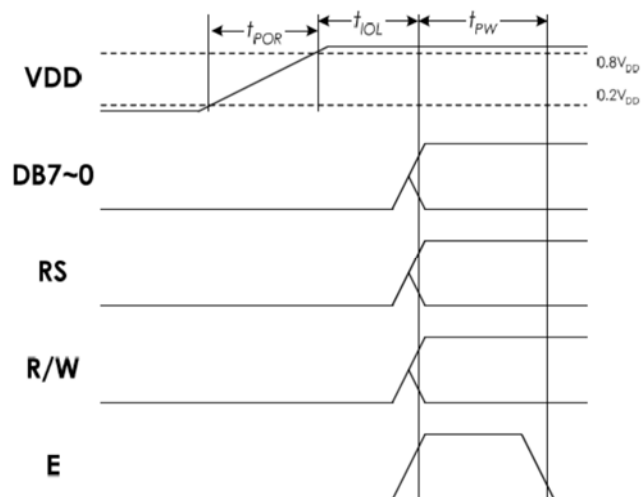 tPOR tIOL tPW
VDD
0.8VDD
0.2VDD
DB7~0
RS
R/W
E